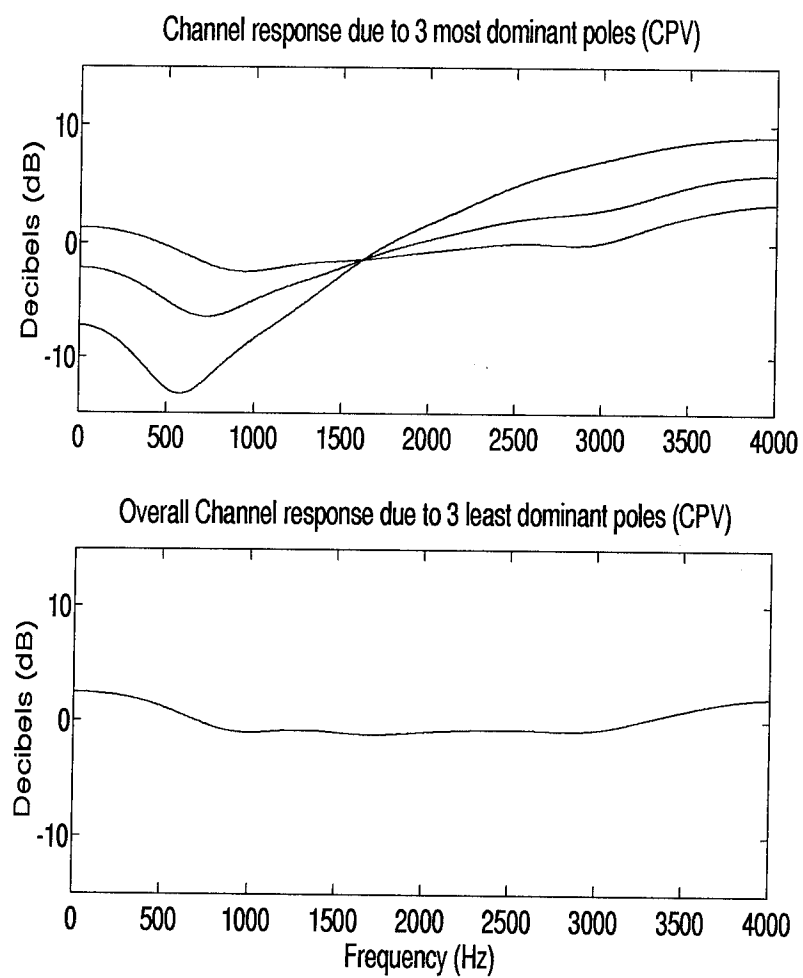 Channel response due to 3 most dominant poles (CPV)
Decibels (dB)
10
0
-10
0 500 1000 1500 2000 2500 3000 3500 4000
Overall Channel response due to 3 least dominant poles (CPV)
Decibels (dB)
10
0
-10
0 500 1000 1500 2000 2500 3000 3500 4000
Frequency (Hz)